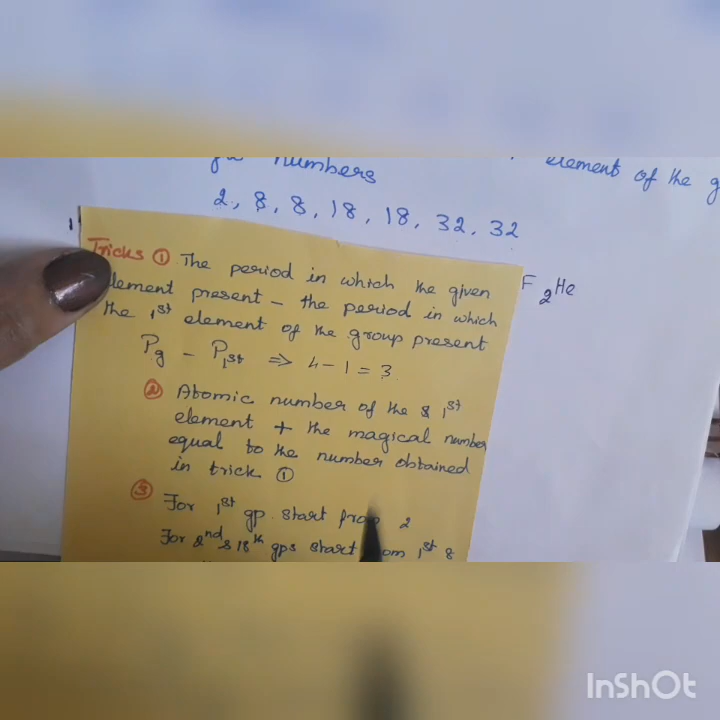 numbers
element of the g
2, 8, 8, 18, 18, 32, 32
Tricks ① The period in which the given
element present - the period in which
the 1st element of the group present
Pg - P1st ⇒ 4-1=3
F 2He
② Atomic number of the & 1st
element + the magical number
equal to the number obtained
in trick ①
③ For 1st gp start from 2
For 2nd & 18th gps start from 1st 8
InShOt